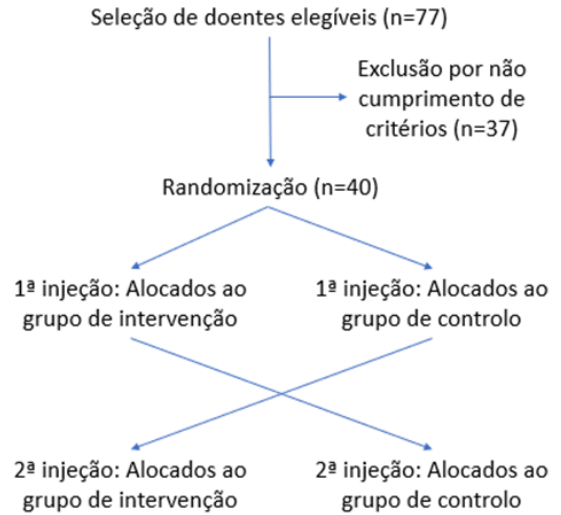 Seleção de doentes elegíveis (n=77)
Exclusão por não
cumprimento de
critérios (n=37)
Randomização (n=40)
1ª injeção: Alocados ao
grupo de intervenção
1ª injeção: Alocados ao
grupo de controlo
2ª injeção: Alocados ao
grupo de intervenção
2ª injeção: Alocados ao
grupo de controlo